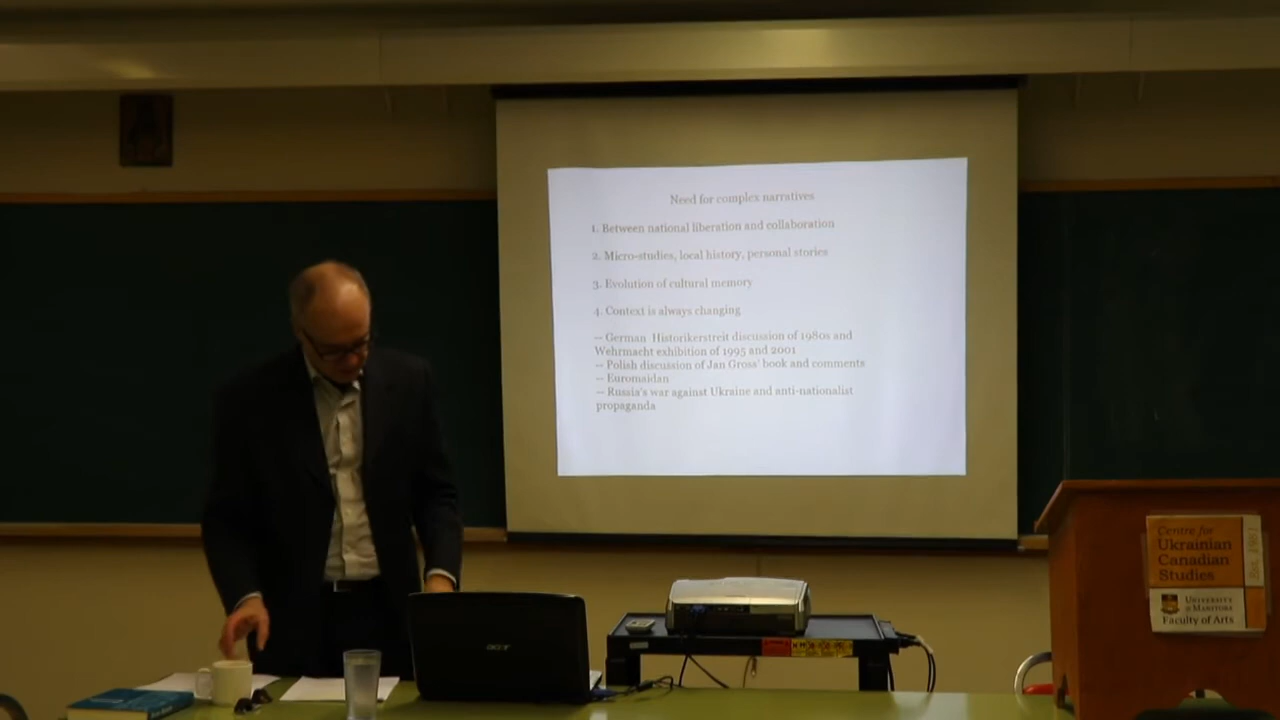 Need for complex narratives
1. Between national liberation and collaboration
2. Micro-studies, local history, personal stories
3. Evolution of cultural memory
4. Context is always changing
— German Historikerstreit discussion of 1980s and
Wehrmacht exhibition of 1995 and 2001
— Polish discussion of Jan Gross' book and comments
— Euromaidan
— Russia's war against Ukraine and anti-nationalist
propaganda
acer
Centre for
Ukrainian
Canadian
Studies
Est. 1981
University
of Manitoba
Faculty of Arts